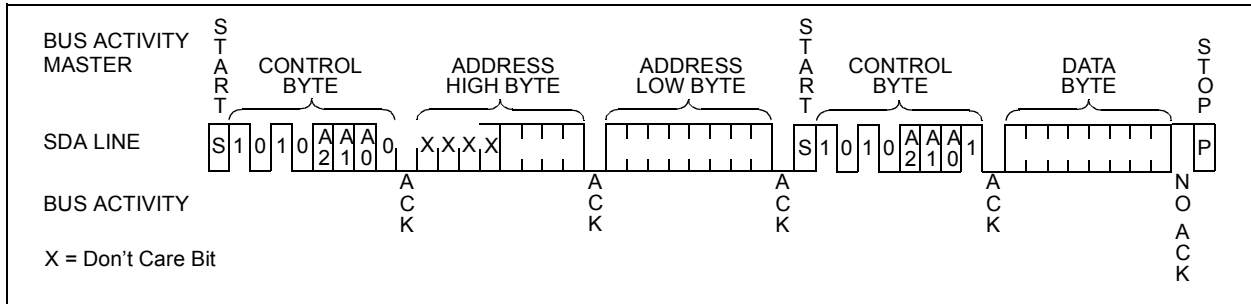 BUS ACTIVITY
MASTER
START
CONTROL
BYTE
ADDRESS
HIGH BYTE
ADDRESS
LOW BYTE
START
CONTROL
BYTE
DATA
BYTE
STOP
SDA LINE
S 1 0 1 0 A2 A1 A0 0 X X X X S 1 0 1 0 A2 A1 A0 1 P
BUS ACTIVITY
ACK
ACK
ACK
ACK
NO ACK
X = Don't Care Bit